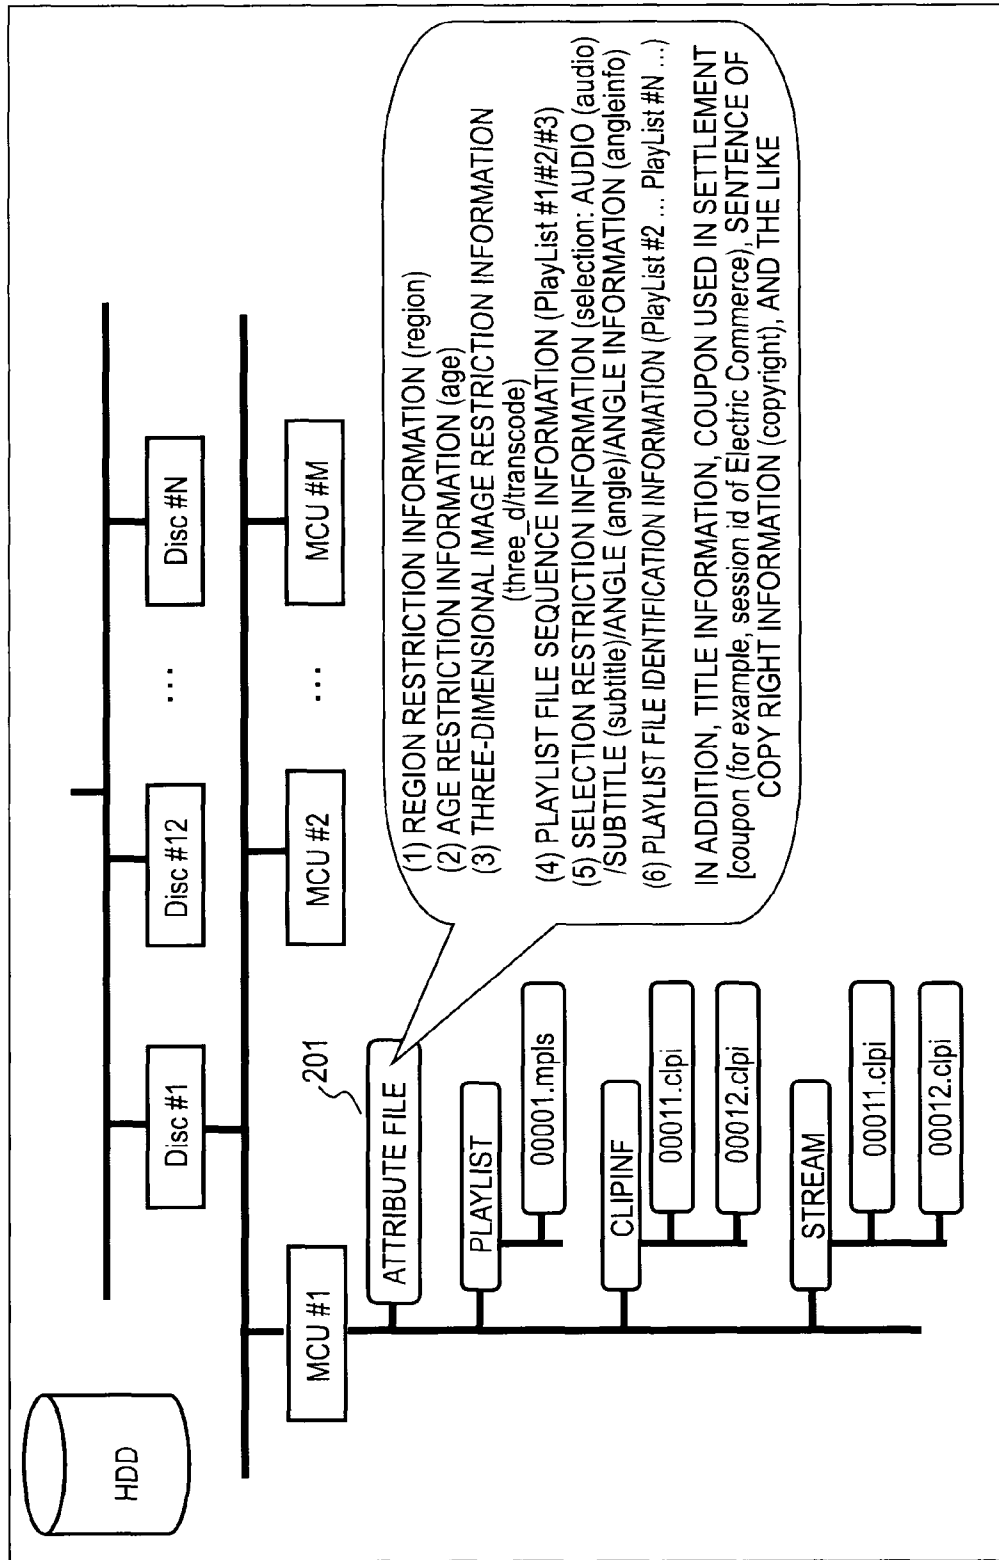 HDD
Disc #1
Disc #12
...
Disc #N
MCU #1
MCU #2
...
MCU #M
201
ATTRIBUTE FILE
PLAYLIST
00001.mpls
CLIPINF
00011.clpi
00012.clpi
STREAM
00011.clpi
00012.clpi
(1) REGION RESTRICTION INFORMATION (region)
(2) AGE RESTRICTION INFORMATION (age)
(3) THREE-DIMENSIONAL IMAGE RESTRICTION INFORMATION
(three_d/transcode)
(4) PLAYLIST FILE SEQUENCE INFORMATION (PlayList #1/#2/#3)
(5) SELECTION RESTRICTION INFORMATION (selection: AUDIO (audio)
/SUBTITLE (subtitle)/ANGLE (angle)/ANGLE INFORMATION (angleinfo)
(6) PLAYLIST FILE IDENTIFICATION INFORMATION (PlayList #2 ... PlayList #N ...)
IN ADDITION, TITLE INFORMATION, COUPON USED IN SETTLEMENT
[coupon (for example, session id of Electric Commerce), SENTENCE OF
COPY RIGHT INFORMATION (copyright), AND THE LIKE